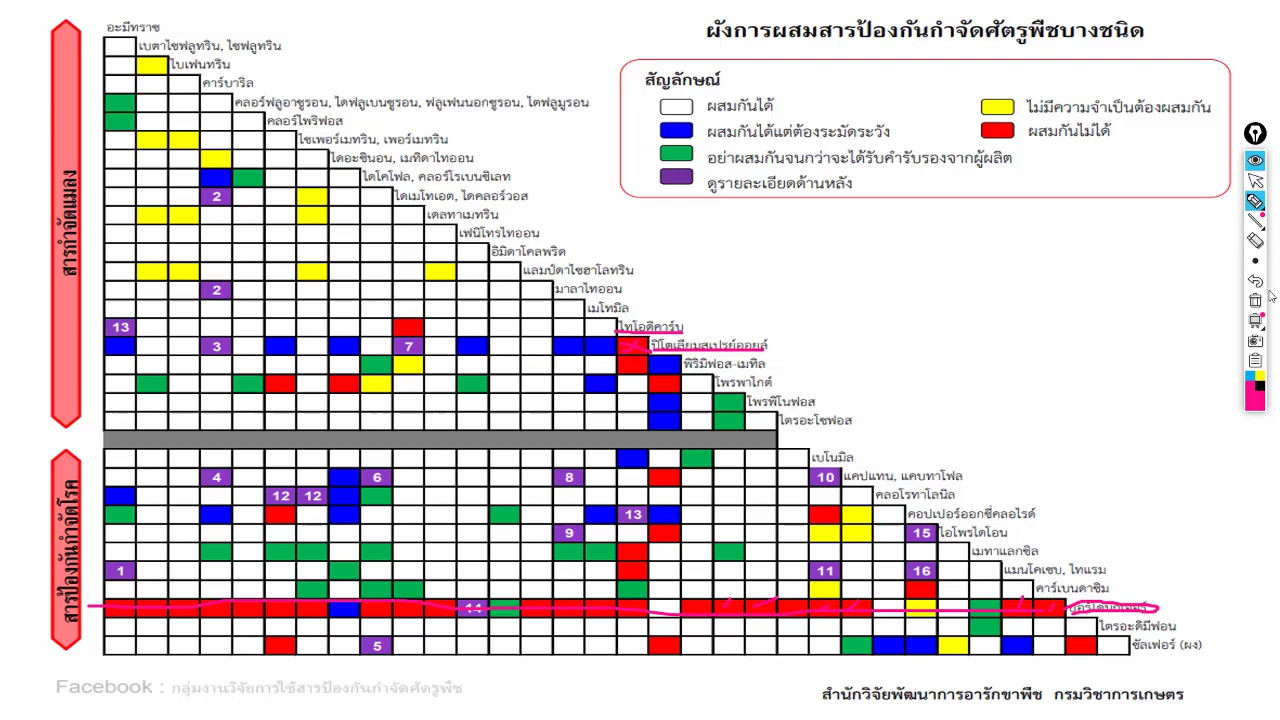 ผังการผสมสารป้องกันกำจัดศัตรูพืชบางชนิด
สัญลักษณ์
ผสมกันได้
ไม่มีความจำเป็นต้องผสมกัน
ผสมกันได้แต่ต้องระมัดระวัง
ผสมกันไม่ได้
อย่าผสมกันจนกว่าจะได้รับคำรับรองจากผู้ผลิต
ดูรายละเอียดด้านหลัง
สารกำจัดแมลง
อะมีทราซ
เบตาไซฟลูทริน, ไซฟลูทริน
ไบเฟนทริน
คาร์บาริล
คลอร์ฟลูอาซูรอน, ไดฟลูเบนซูรอน, ฟลูเฟนนอกซูรอน, ไตฟลูมูรอน
คลอร์ไพริฟอส
ไซเพอร์เมทริน, เพอร์เมทริน
ไดอะซินอน, เมทิดาไทออน
ไดโคโฟล, คลอร์โรเบนซิเลท
2 ไดเมโทเอต, ไดคลอร์วอส
เดลทาเมทริน
เฟนิโทรไทออน
อิมิดาโคลพริด
แลมป์ดาไซฮาโลทริน
2 มาลาไทออน
เมโทมิล
13 ไทโอดิคาร์บ
3 7 ปิโตเลียมสเปรย์ออยล์
พิริมิฟอส-เมทิล
โพรพาไกต์
โพรพีโนฟอส
ไตรอะโซฟอส
สารป้องกันกำจัดโรค
เบโนมิล
4 6 8 10 แคปแทน, แคบทาโฟล
12 12 คลอโรทาโลนิล
13 คอปเปอร์ออกซี่คลอไรด์
9 15 ไอโพรไดโอน
เมทาแลกซิล
1 11 16 แมนโคเซบ, ไทแรม
คาร์เบนดาซิม
14
ไตรอะดิมีฟอน
5 ซัลเฟอร์ (ผง)
Facebook : กลุ่มงานวิจัยการใช้สารป้องกันกำจัดศัตรูพืช
สำนักวิจัยพัฒนาการอารักขาพืช กรมวิชาการเกษตร